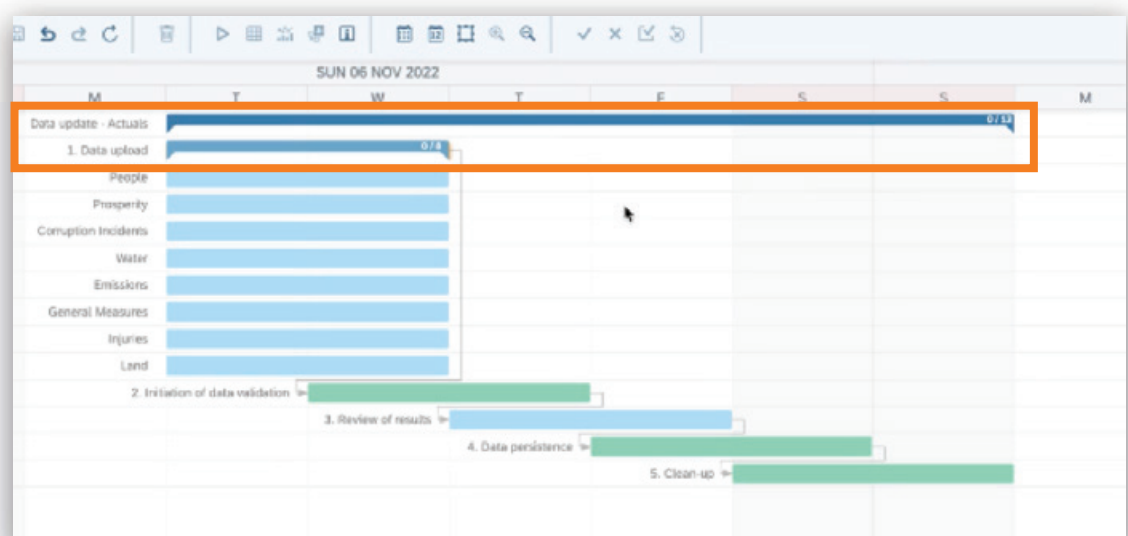 SUN 06 NOV 2022
M T W T F S S M
Data update - Actuals 0 / 13
1. Data upload 0 / 8
People
Prosperity
Corruption Incidents
Water
Emissions
General Measures
Injuries
Land
2. Initiation of data validation
3. Review of results
4. Data persistence
5. Clean-up